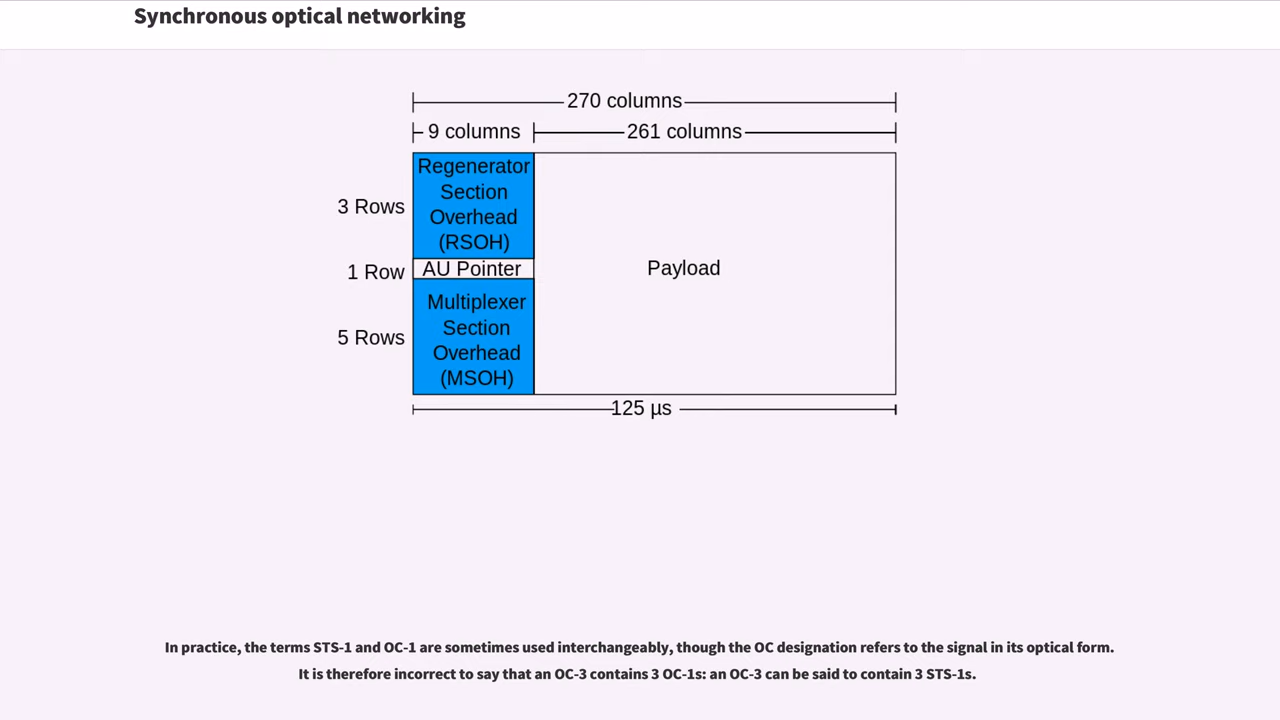 Synchronous optical networking
270 columns
9 columns
261 columns
Regenerator
Section
Overhead
(RSOH)
3 Rows
AU Pointer
1 Row
Payload
Multiplexer
Section
Overhead
(MSOH)
5 Rows
125 µs
In practice, the terms STS-1 and OC-1 are sometimes used interchangeably, though the OC designation refers to the signal in its optical form.
It is therefore incorrect to say that an OC-3 contains 3 OC-1s: an OC-3 can be said to contain 3 STS-1s.